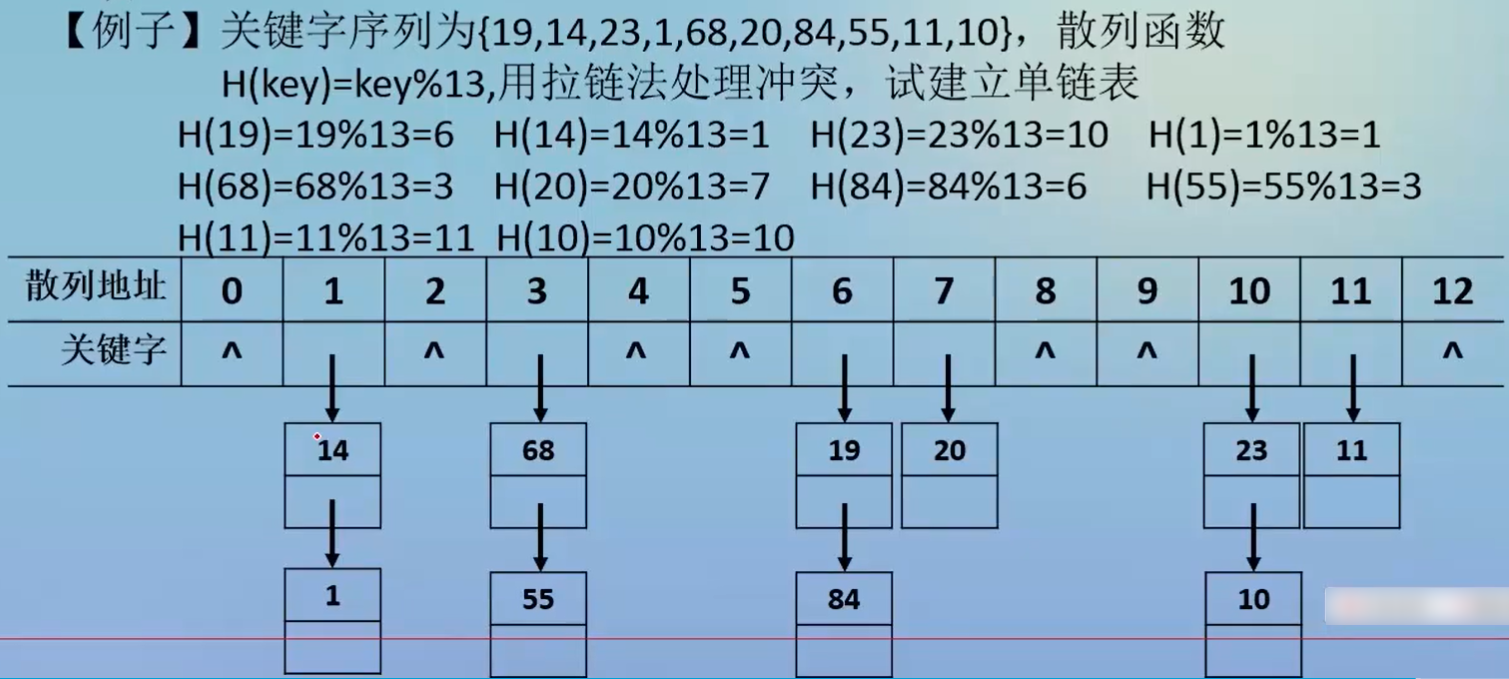 【例子】关键字序列为{19,14,23,1,68,20,84,55,11,10}，散列函数
H(key)=key%13,用拉链法处理冲突，试建立单链表
H(19)=19%13=6 H(14)=14%13=1 H(23)=23%13=10 H(1)=1%13=1
H(68)=68%13=3 H(20)=20%13=7 H(84)=84%13=6 H(55)=55%13=3
H(11)=11%13=11 H(10)=10%13=10
散列地址 0 1 2 3 4 5 6 7 8 9 10 11 12
关键字 ^ ^ ^ ^ ^ ^ ^
14 68 19 20 23 11
1 55 84 10